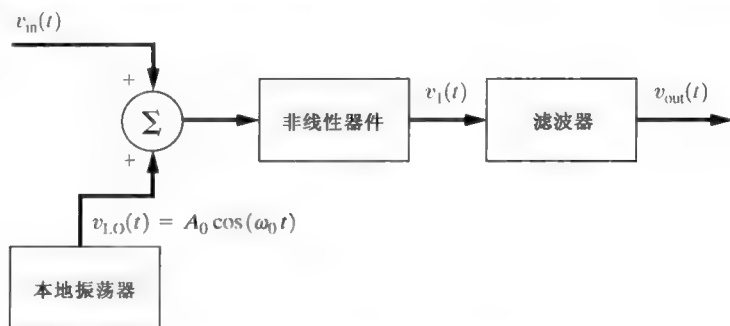 v_in(t)
+
Σ
+
非线性器件
v_1(t)
滤波器
v_out(t)
v_LO(t) = A_0 cos(ω_0 t)
本地振荡器